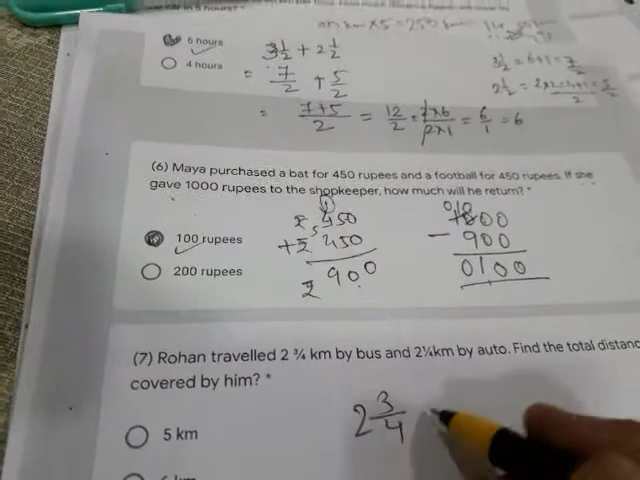 6 hours
4 hours
3 1/2 + 2 1/2
= 7/2 + 5/2
= 7+5/2 = 12/2 = 2×6/2×1 = 6/1 = 6
(6) Maya purchased a bat for 450 rupees and a football for 450 rupees. If she
gave 1000 rupees to the shopkeeper, how much will he return? *
100 rupees
200 rupees
₹ 450
+ ₹ 450
₹ 900
1000
- 900
0100
(7) Rohan travelled 2 ¾ km by bus and 2¼km by auto. Find the total distanc
covered by him? *
2 3/4
5 km